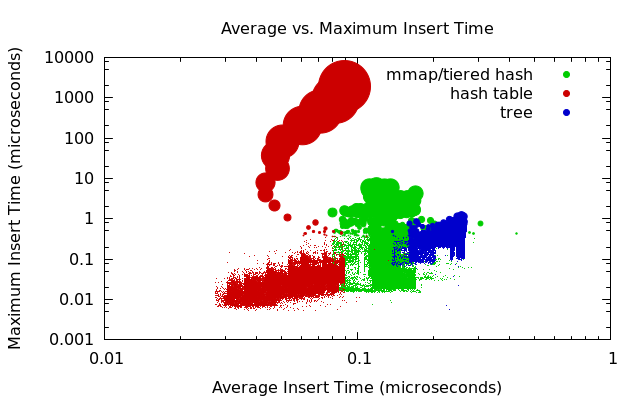 Average vs. Maximum Insert Time
Maximum Insert Time (microseconds)
10000
1000
100
10
1
0.1
0.01
0.001
mmap/tiered hash
hash table
tree
0.01
0.1
1
Average Insert Time (microseconds)